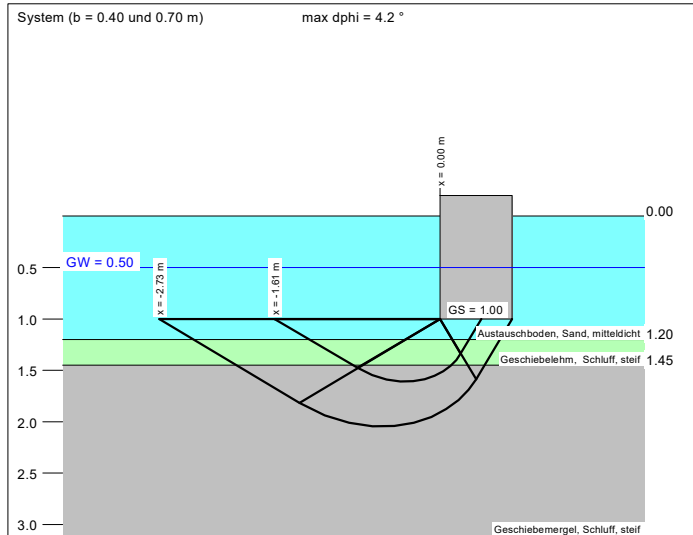 System (b = 0.40 und 0.70 m) max dphi = 4.2 °
x = 0.00 m
0.00
GW = 0.50
0.5
x = -2.73 m
x = -1.61 m
GS = 1.00
1.0
Austauschboden, Sand, mitteldicht 1.20
Geschiebelehm, Schluff, steif 1.45
1.5
2.0
2.5
3.0
Geschiebemergel, Schluff, steif